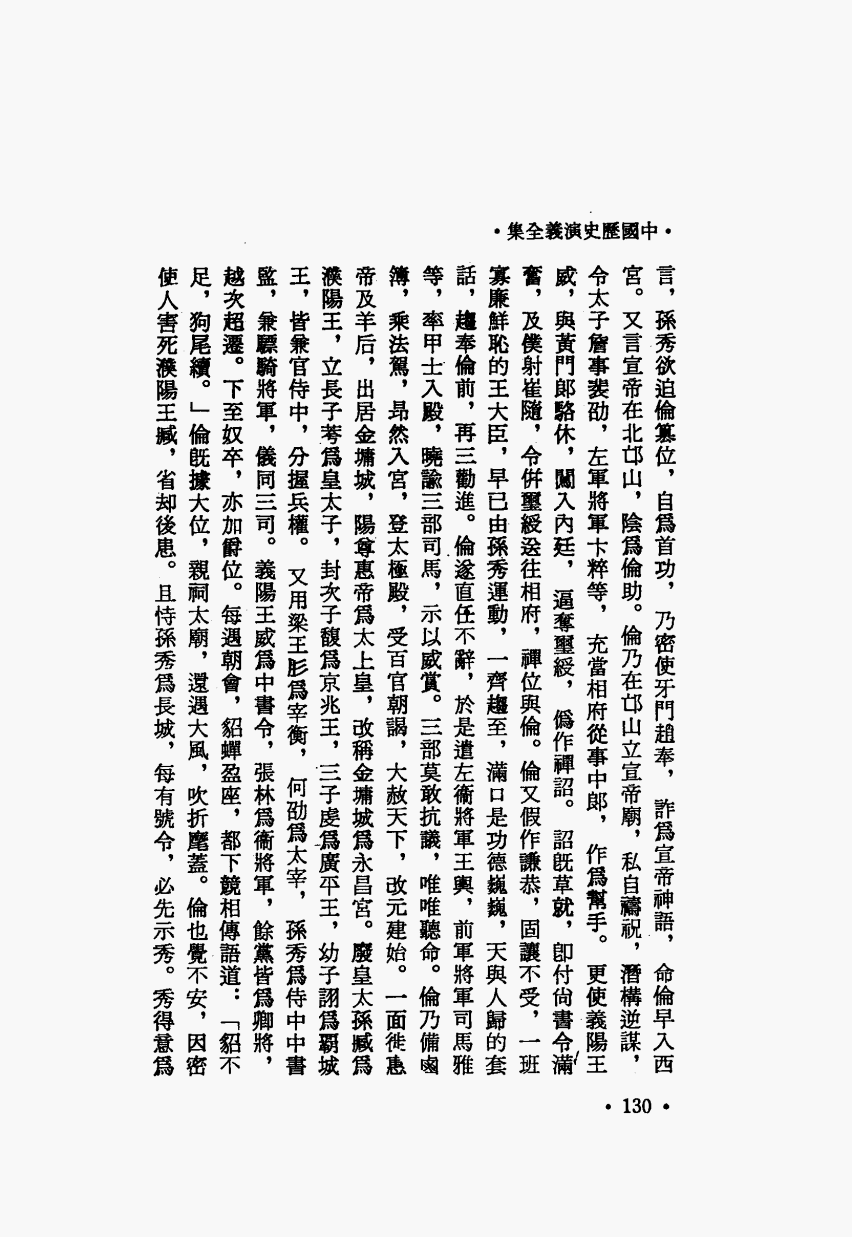 •中國歷史演義全集•
言，孫秀欲迫倫篡位，自爲首功，乃密使牙門趙奉，詐爲宣帝神語，命倫早入西
宮。又言宣帝在北邙山，陰爲倫助。倫乃在邙山立宣帝廟，私自禱祝，潛構逆謀，
令太子詹事裴劭，左軍將軍卞粹等，充當相府從事中郎，作爲幫手。更使義陽王
威，與黃門郎駱休，闖入內廷，逼奪璽綬，僞作禪詔。詔旣草就，卽付尙書令滿
奮，及僕射崔隨，令併璽綬送往相府，禪位與倫。倫又假作謙恭，固讓不受，一班
寡廉鮮恥的王大臣，早已由孫秀運動，一齊趨至，滿口是功德巍巍，天與人歸的套
話，趨奉倫前，再三勸進。倫遂直任不辭，於是遣左衞將軍王輿，前軍將軍司馬雅
等，率甲士入殿，曉諭三部司馬，示以威賞。三部莫敢抗議，唯唯聽命。倫乃備鹵
簿，乘法駕，昂然入宮，登太極殿，受百官朝謁，大赦天下，改元建始。一面徙惠
帝及羊后，出居金墉城，陽尊惠帝爲太上皇，改稱金墉城爲永昌宮。廢皇太孫臧爲
濮陽王，立長子荂爲皇太子，封次子馥爲京兆王，三子虔爲廣平王，幼子詡爲覇城
王，皆兼官侍中，分握兵權。又用梁王肜爲宰衡，何劭爲太宰，孫秀爲侍中中書
監，兼驃騎將軍，儀同三司。義陽王威爲中書令，張林爲衞將軍，餘黨皆爲卿將，
越次超遷。下至奴卒，亦加爵位。每遇朝會，貂蟬盈座，都下競相傳語道：「貂不
足，狗尾續。」倫旣據大位，親祠太廟，還遇大風，吹折麾蓋。倫也覺不安，因密
使人害死濮陽王臧，省却後患。且恃孫秀爲長城，每有號令，必先示秀。秀得意爲
•130•